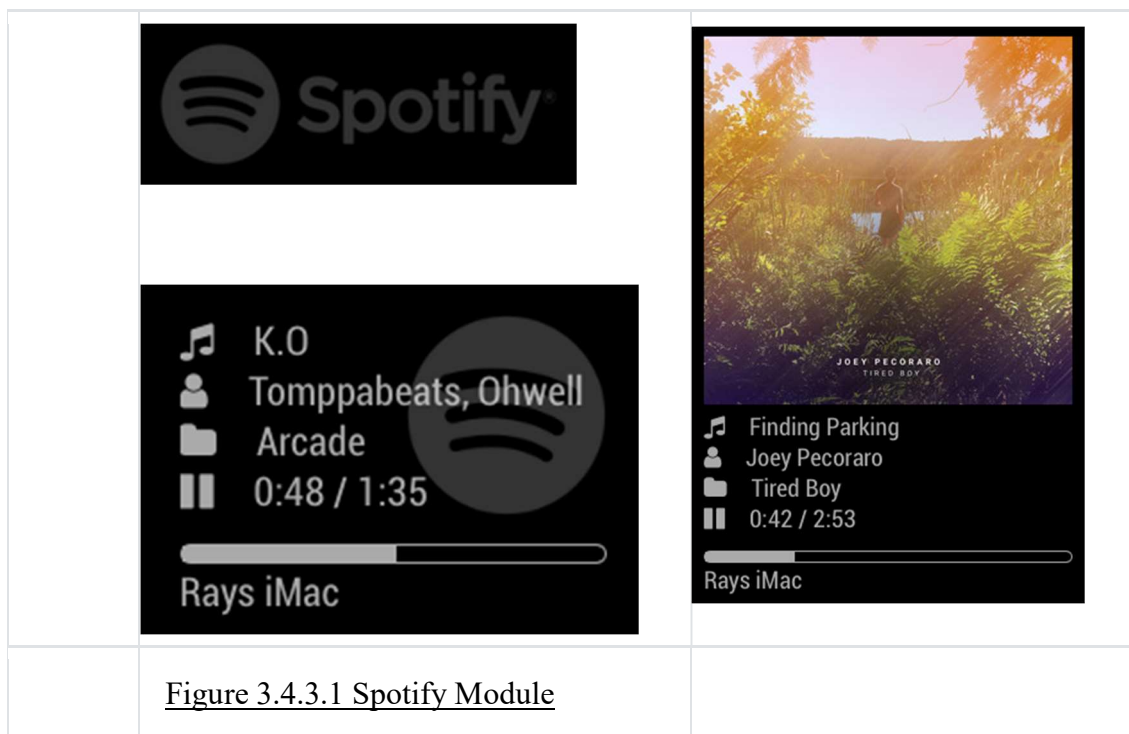 Spotify®
K.O
Tomppabeats, Ohwell
Arcade
0:48 / 1:35
Rays iMac
JOEY PECORARO
TIRED BOY
Finding Parking
Joey Pecoraro
Tired Boy
0:42 / 2:53
Rays iMac
Figure 3.4.3.1 Spotify Module